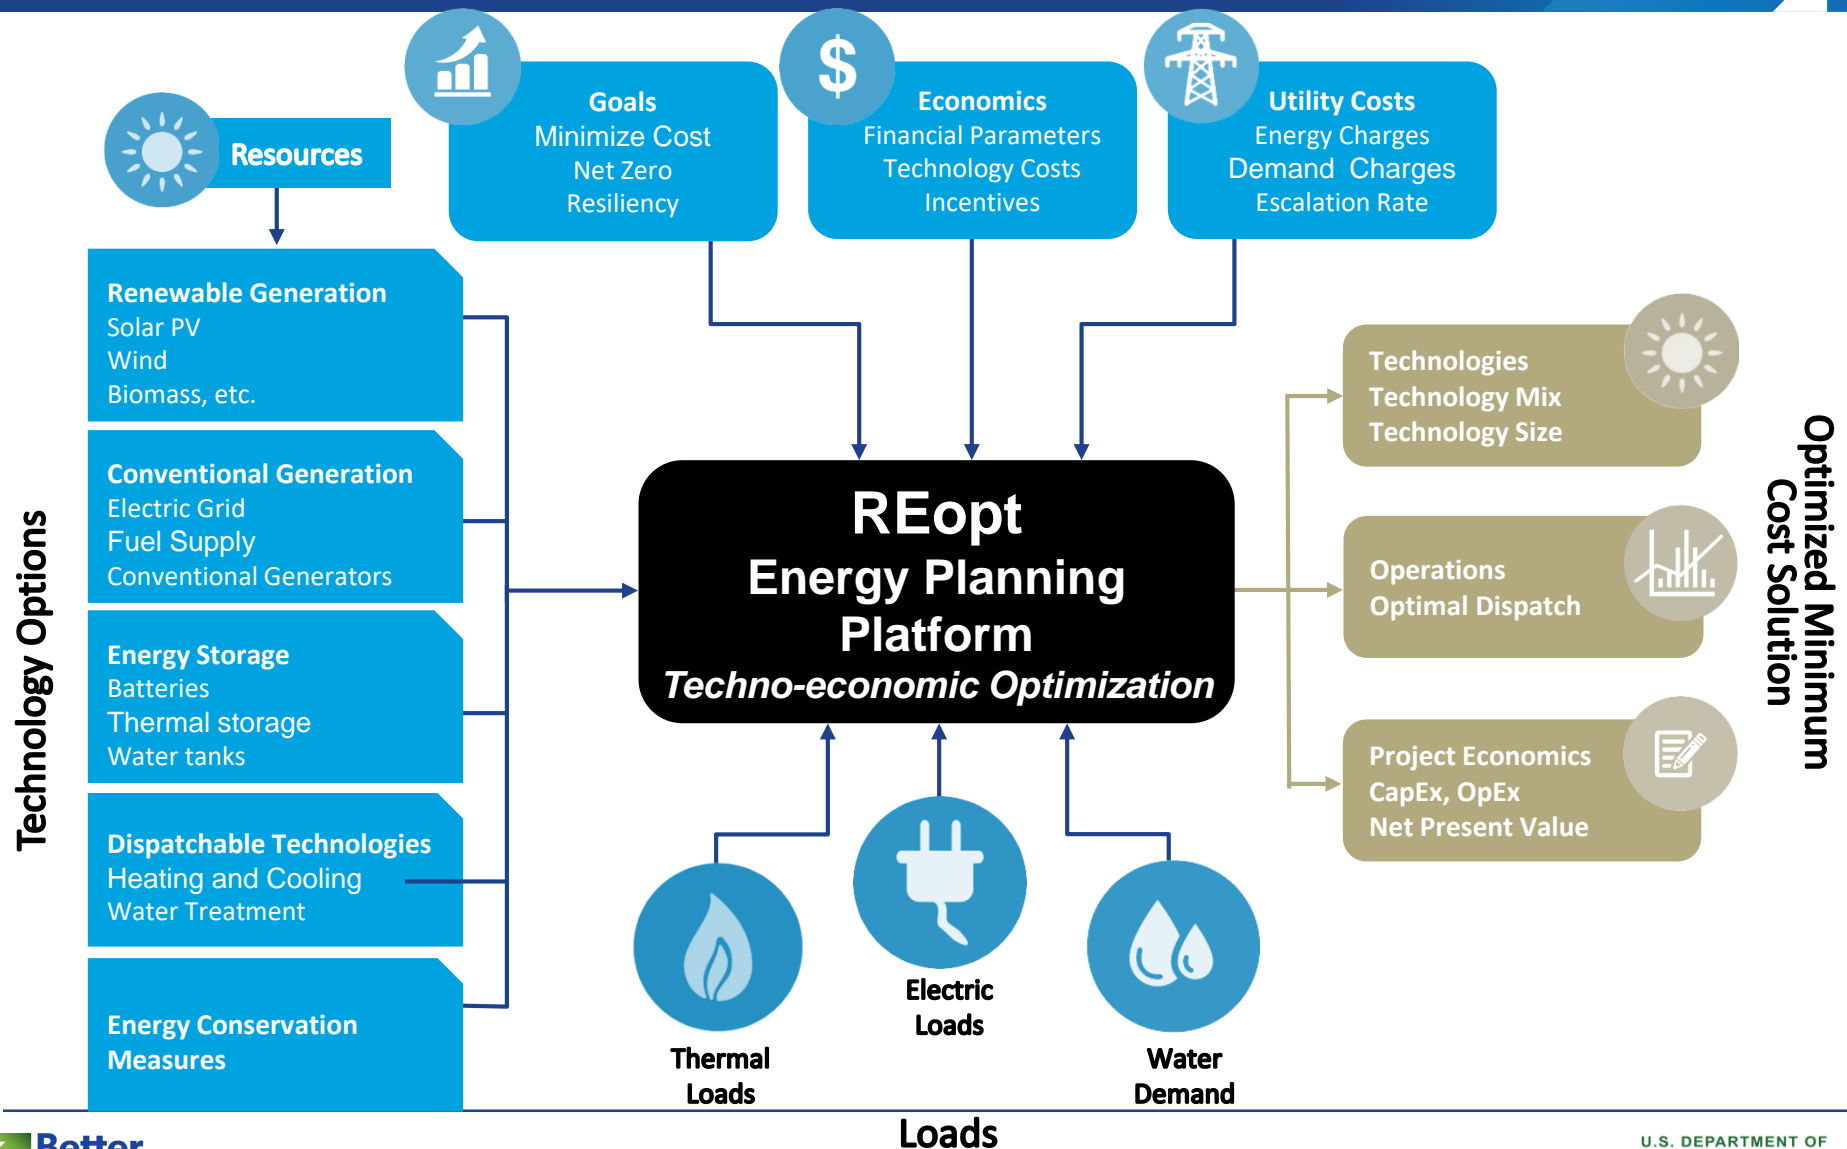 Resources
Goals
Minimize Cost
Net Zero
Resiliency
Economics
Financial Parameters
Technology Costs
Incentives
Utility Costs
Energy Charges
Demand Charges
Escalation Rate
Technology Options
Renewable Generation
Solar PV
Wind
Biomass, etc.
Conventional Generation
Electric Grid
Fuel Supply
Conventional Generators
Energy Storage
Batteries
Thermal storage
Water tanks
Dispatchable Technologies
Heating and Cooling
Water Treatment
Energy Conservation
Measures
REopt
Energy Planning
Platform
Techno-economic Optimization
Technologies
Technology Mix
Technology Size
Operations
Optimal Dispatch
Project Economics
CapEx, OpEx
Net Present Value
Optimized Minimum
Cost Solution
Thermal
Loads
Electric
Loads
Water
Demand
Loads
Better
U.S. DEPARTMENT OF